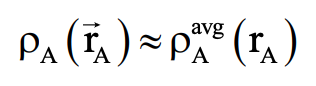 ρ_A(r⃗_A) ≈ ρ_A^avg(r_A)